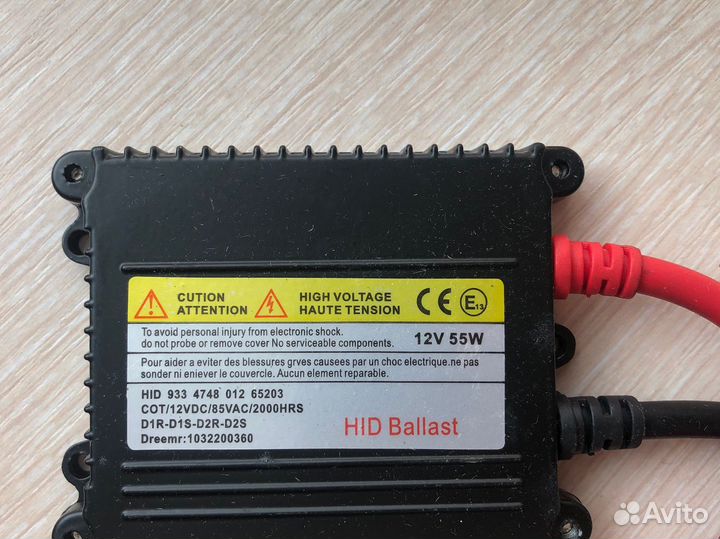 CUTION
ATTENTION
HIGH VOLTAGE
HAUTE TENSION
CE E13
To avoid personal injury from electronic shock.
do not probe or remove cover No serviceable components.
12V 55W
Pour aider a eviter des blessures grves causees par un choc electrique.ne pas
sonder ni enlever le couvercle. Aucun element reparable.
HID 933 4748 012 65203
COT/12VDC/85VAC/2000HRS
D1R-D1S-D2R-D2S
Dreemr:1032200360
HID Ballast
Avito